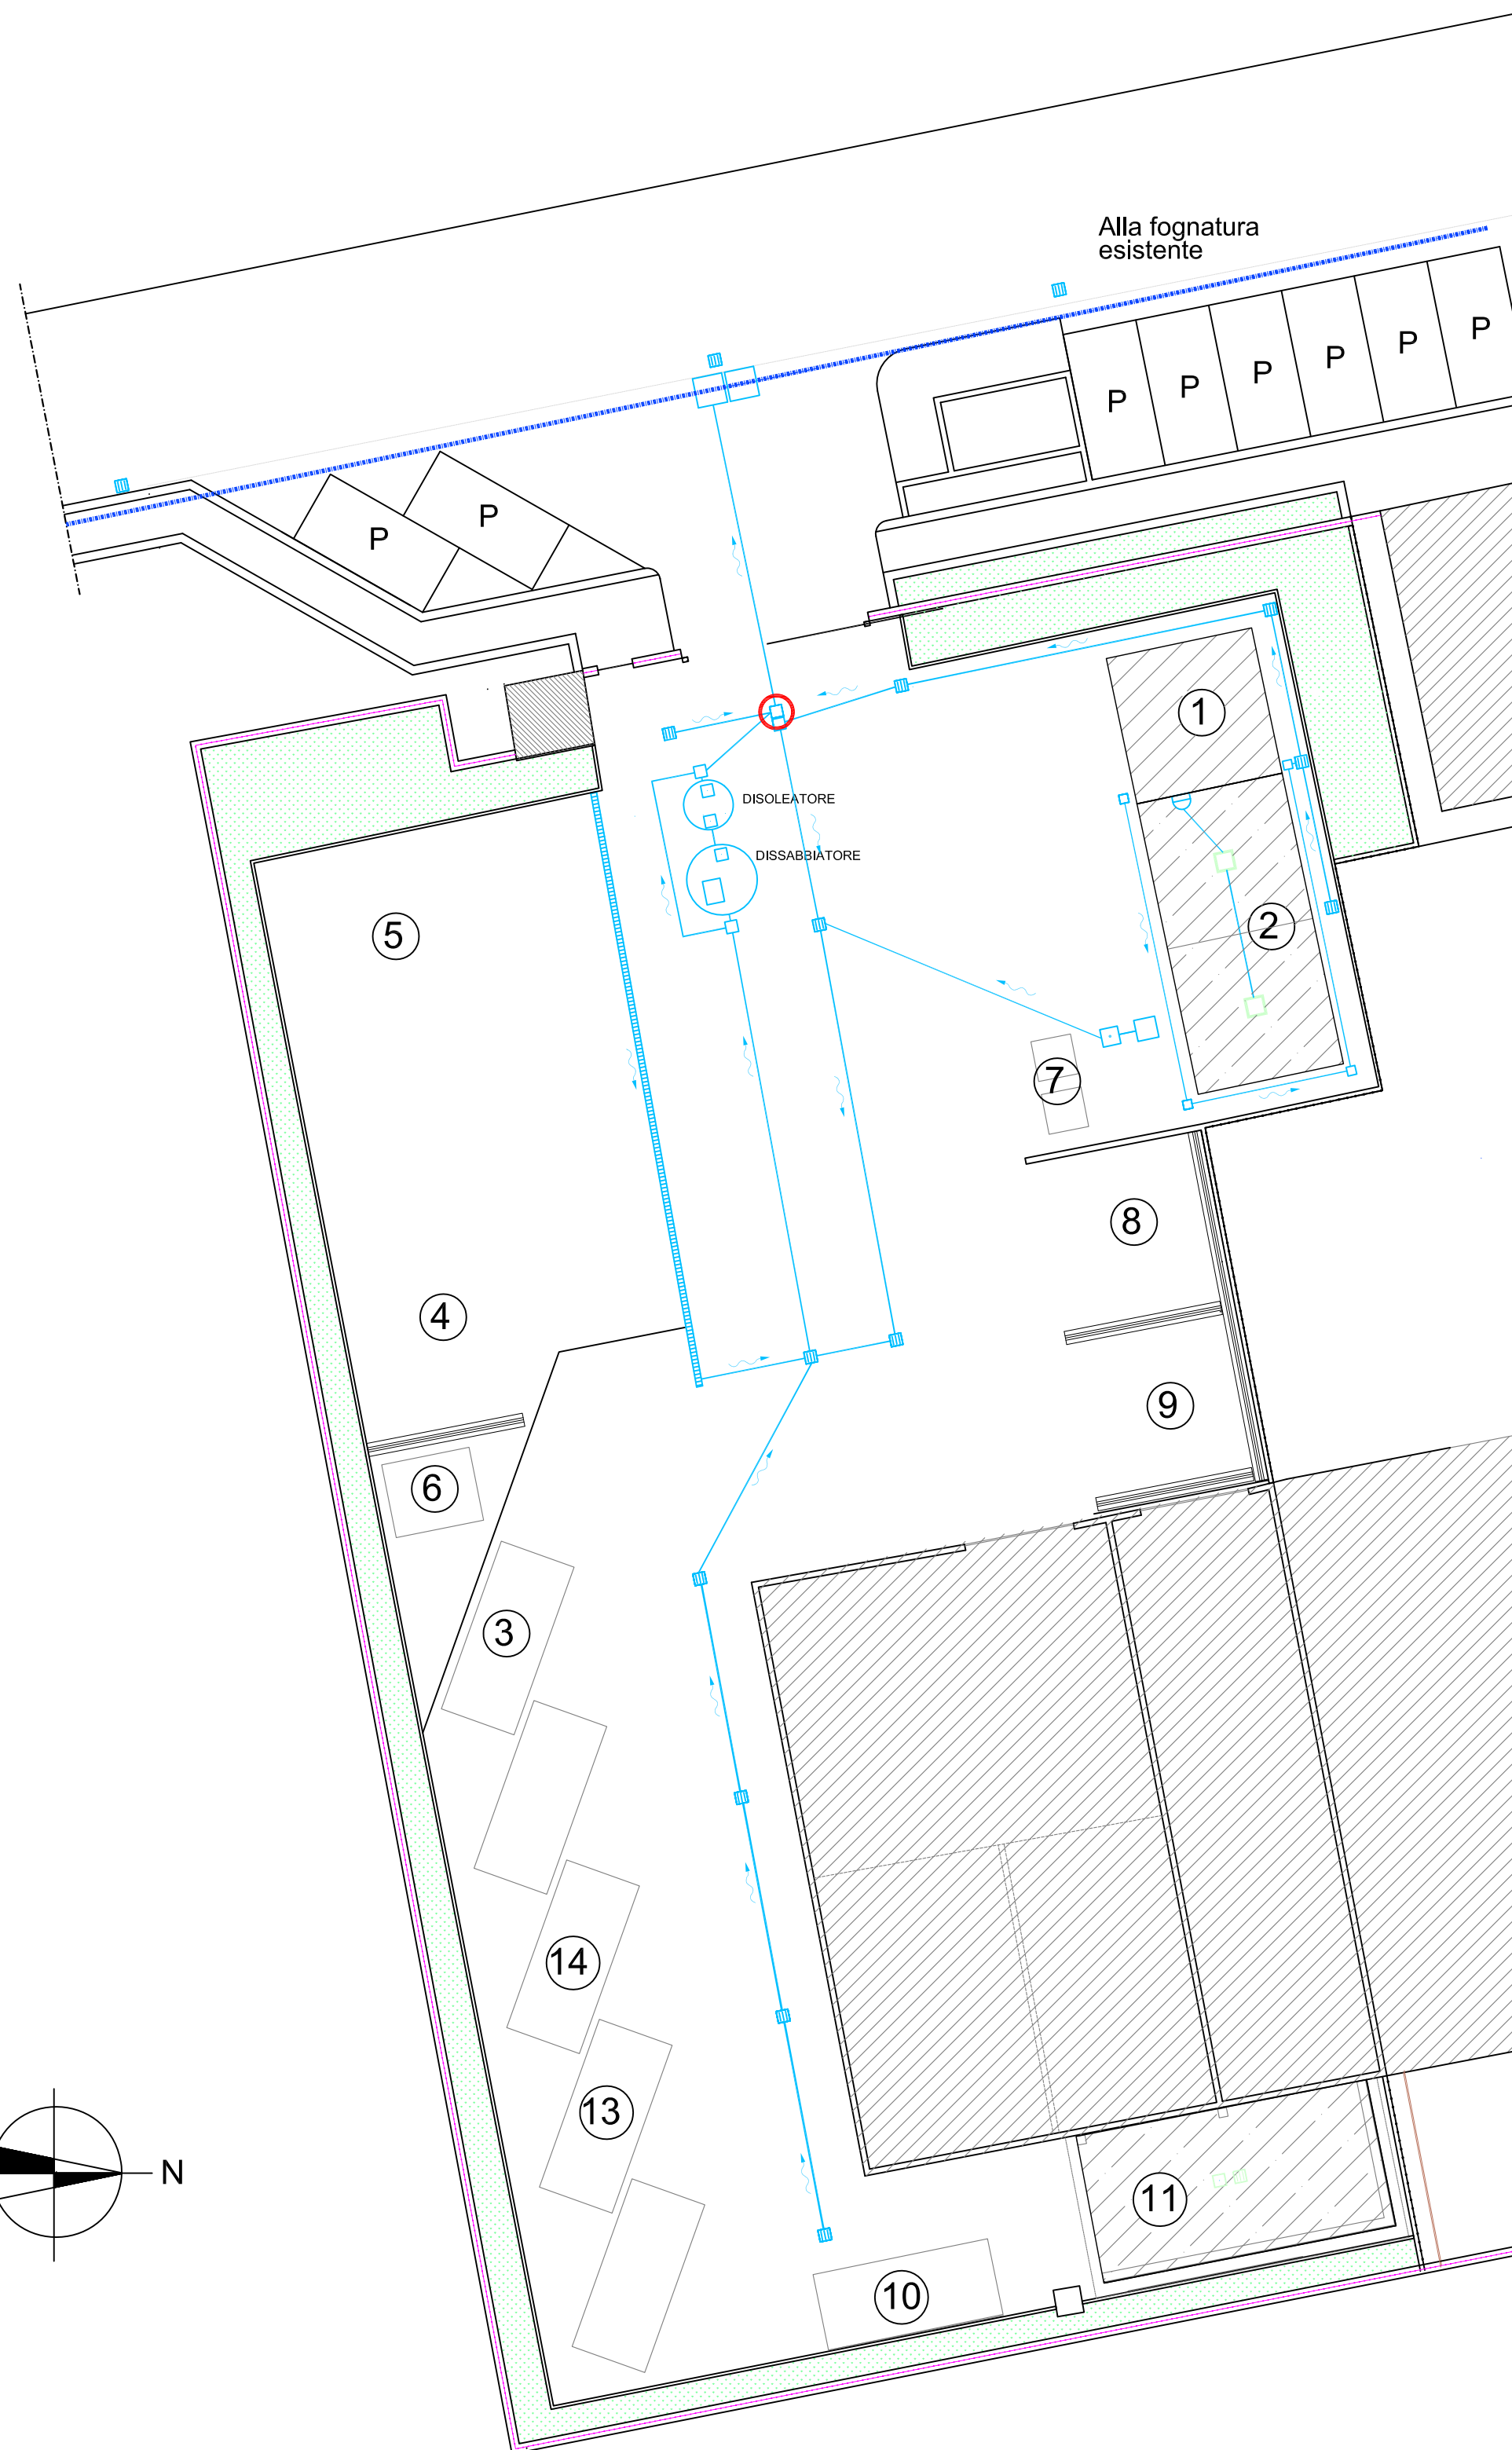 Alla fognatura
esistente
P
P
P
P
P
P
P
P
1
DISOLEATORE
DISSABBIATORE
2
5
7
8
4
9
6
3
14
13
N
11
10